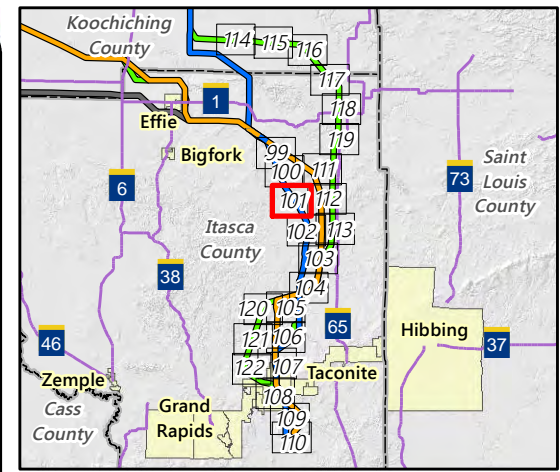 Koochiching
County
114
115
116
117
118
119
1
Effie
Bigfork
99
100
111
101
112
102
113
103
104
73
Saint
Louis
County
6
Itasca
County
38
120
105
121
106
65
Hibbing
37
46
122
107
Taconite
Zemple
Cass
County
Grand
Rapids
108
109
110